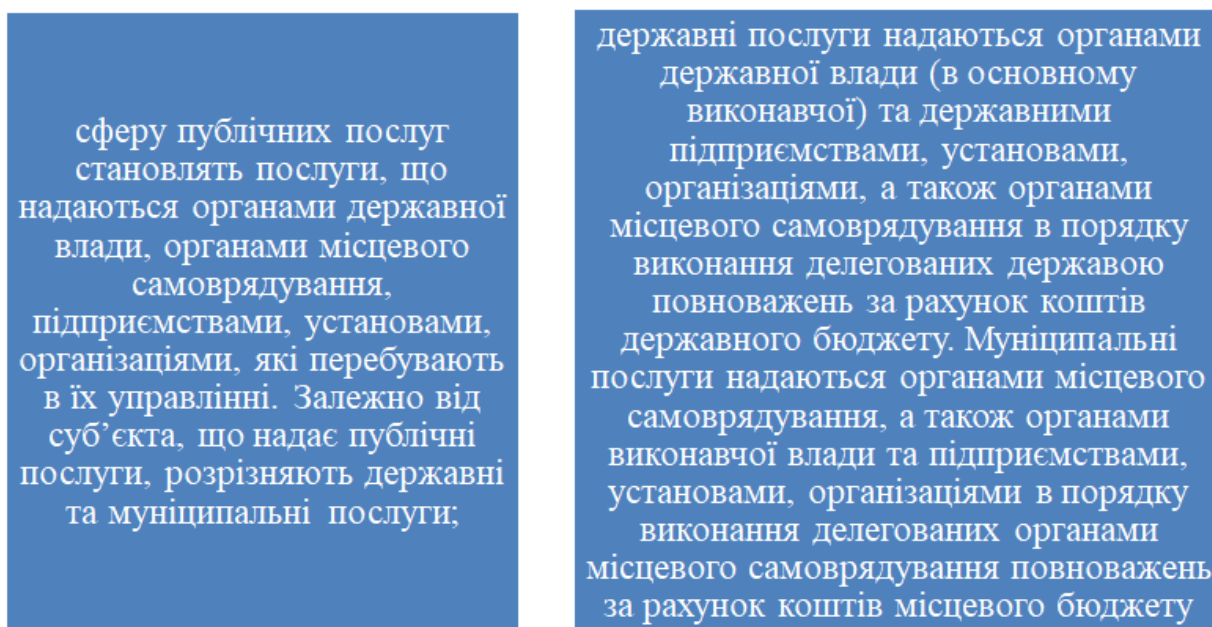 сферу публічних послуг
становлять послуги, що
надаються органами державної
влади, органами місцевого
самоврядування,
підприємствами, установами,
організаціями, які перебувають
в їх управлінні. Залежно від
суб’єкта, що надає публічні
послуги, розрізняють державні
та муніципальні послуги;
державні послуги надаються органами
державної влади (в основному
виконавчої) та державними
підприємствами, установами,
організаціями, а також органами
місцевого самоврядування в порядку
виконання делегованих державою
повноважень за рахунок коштів
державного бюджету. Муніципальні
послуги надаються органами місцевого
самоврядування, а також органами
виконавчої влади та підприємствами,
установами, організаціями в порядку
виконання делегованих органами
місцевого самоврядування повноважень
за рахунок коштів місцевого бюджету